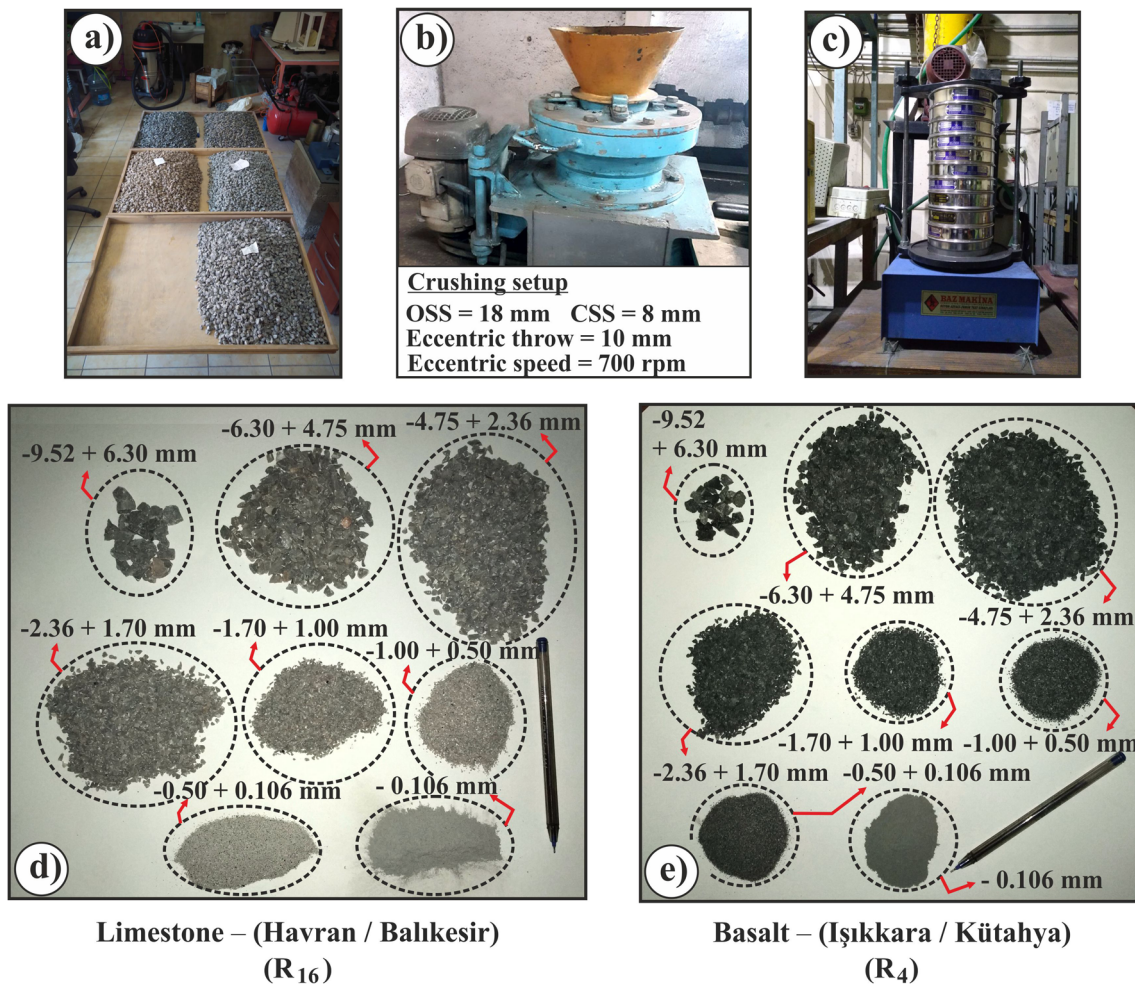 a)
b)
c)
Crushing setup
OSS = 18 mm CSS = 8 mm
Eccentric throw = 10 mm
Eccentric speed = 700 rpm
HAZ MAKİNA
-9.52 + 6.30 mm
-6.30 + 4.75 mm
-4.75 + 2.36 mm
-2.36 + 1.70 mm
-1.70 + 1.00 mm
-1.00 + 0.50 mm
-0.50 + 0.106 mm
- 0.106 mm
d)
-9.52
+ 6.30 mm
-6.30 + 4.75 mm
-4.75 + 2.36 mm
-1.70 + 1.00 mm
-1.00 + 0.50 mm
-2.36 + 1.70 mm
-0.50 + 0.106 mm
- 0.106 mm
e)
Limestone – (Havran / Balıkesir)
(R16)
Basalt – (Işıkkara / Kütahya)
(R4)